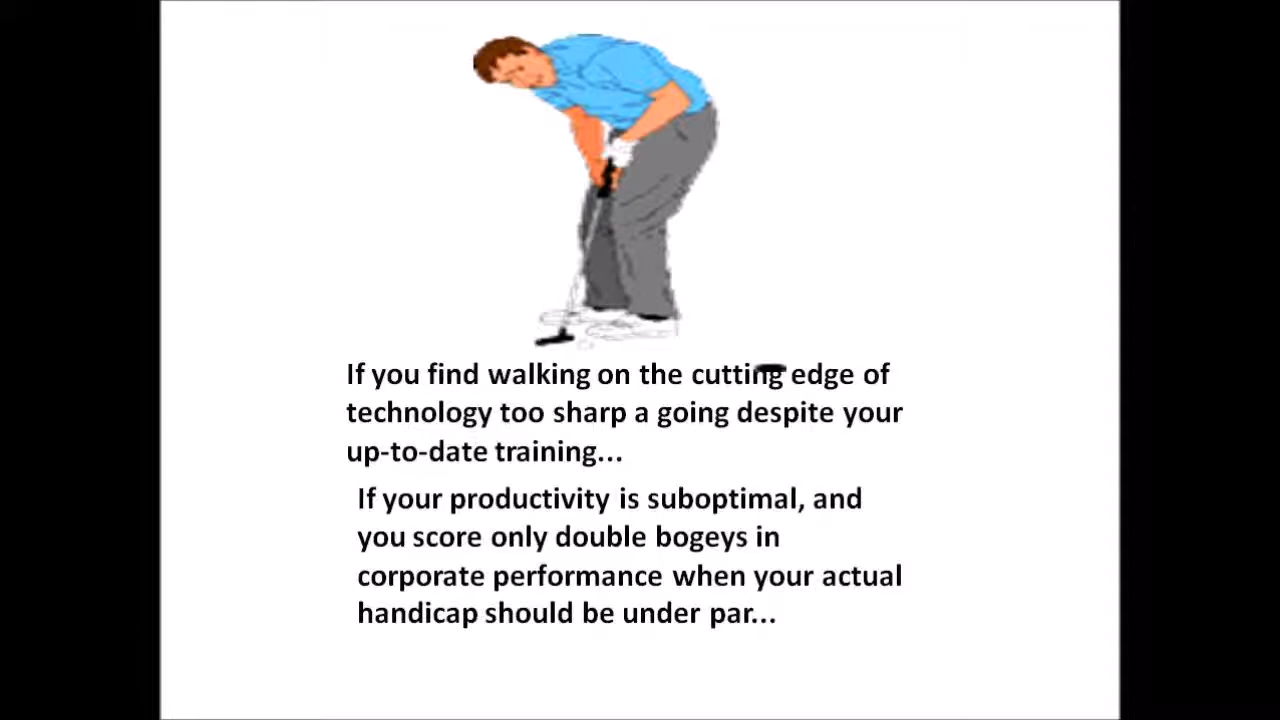 If you find walking on the cutting edge of
technology too sharp a going despite your
up-to-date training...
If your productivity is suboptimal, and
you score only double bogeys in
corporate performance when your actual
handicap should be under par...